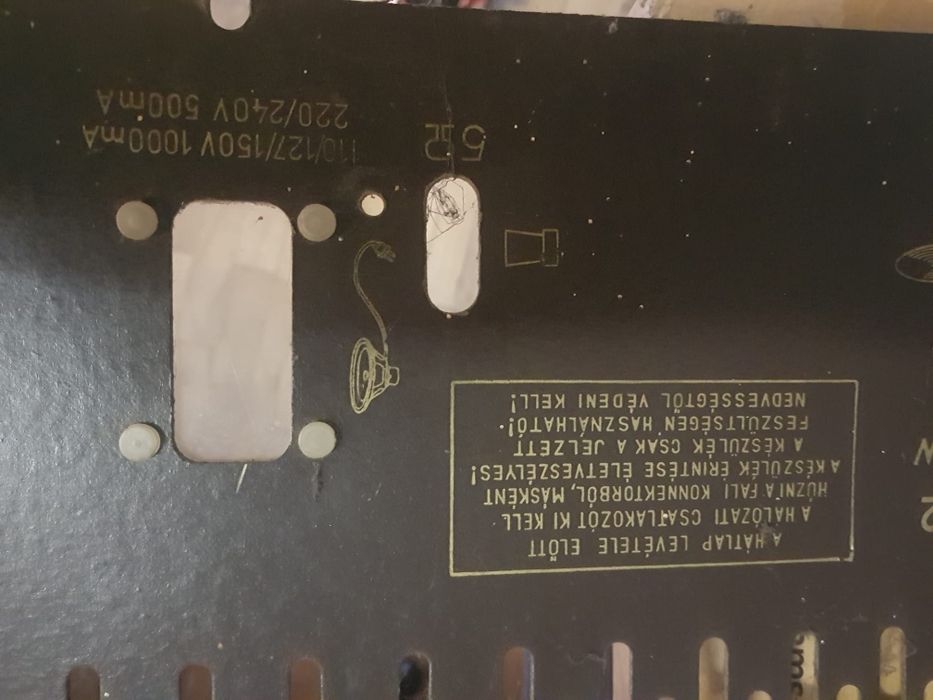 A HÁTLAP LEVÉTELE ELŐTT
A HÁLÓZATI CSATLAKOZÓT KI KELL
HÚZNI A FALI KONNEKTORBÓL, MÁSKÉNT
A KÉSZÜLÉK ÉRINTÉSE ÉLETVESZÉLYES!
A KÉSZÜLÉK CSAK A JELZETT
FESZÜLTSÉGEN HASZNÁLHATÓ!
NEDVESSÉGTŐL VÉDENI KELL!
5Ω
110/127/150V 1000mA
220/240V 500mA